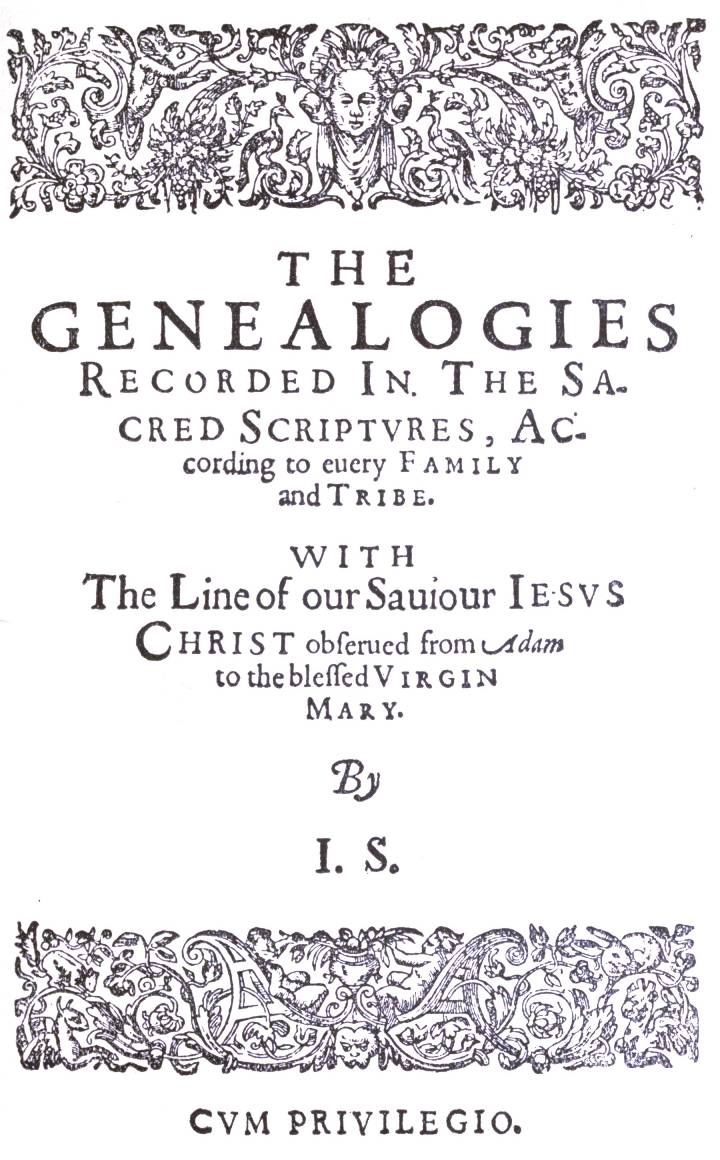 THE
GENEALOGIES
RECORDED IN THE SA-
CRED SCRIPTVRES, AC-
cording to euery FAMILY
and TRIBE.
WITH
The Line of our Sauiour IESVS
CHRIST obſerued from Adam
to the bleſſed VIRGIN
MARY.
By
I. S.
CVM PRIVILEGIO.